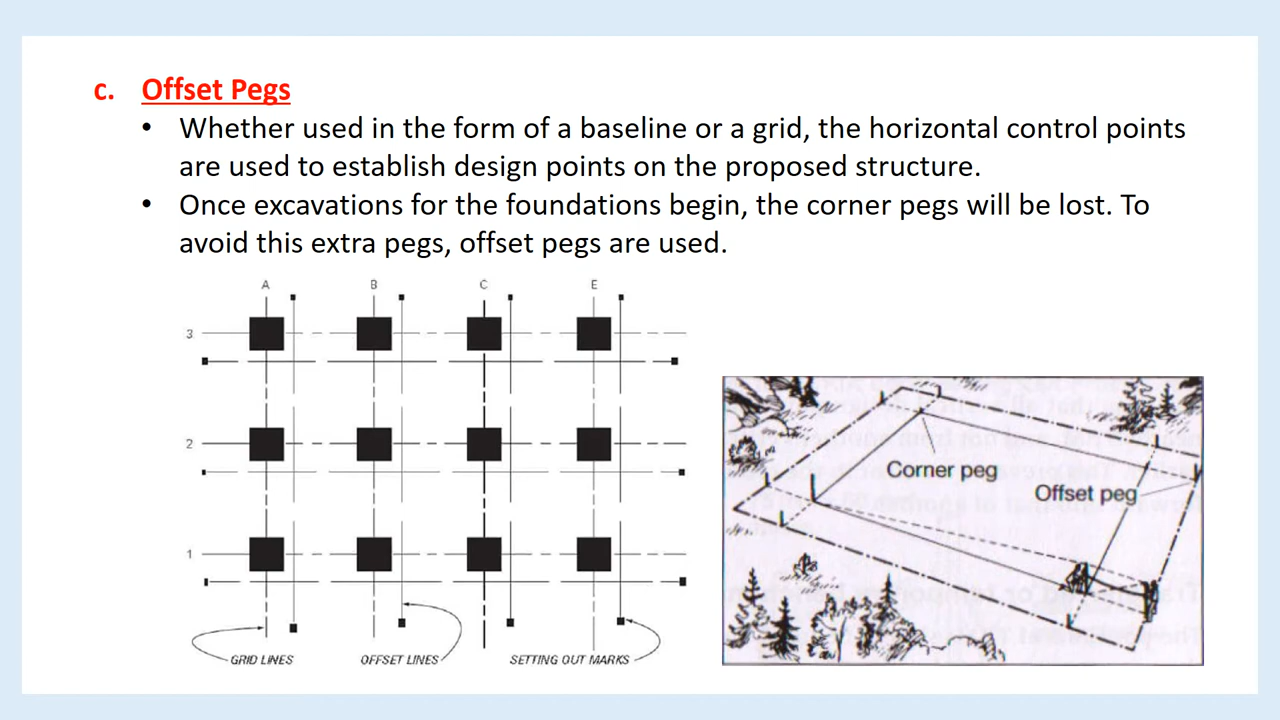 c. Offset Pegs
• Whether used in the form of a baseline or a grid, the horizontal control points
are used to establish design points on the proposed structure.
• Once excavations for the foundations begin, the corner pegs will be lost. To
avoid this extra pegs, offset pegs are used.
A B C E
3
2
1
GRID LINES OFFSET LINES SETTING OUT MARKS
Corner peg
Offset peg